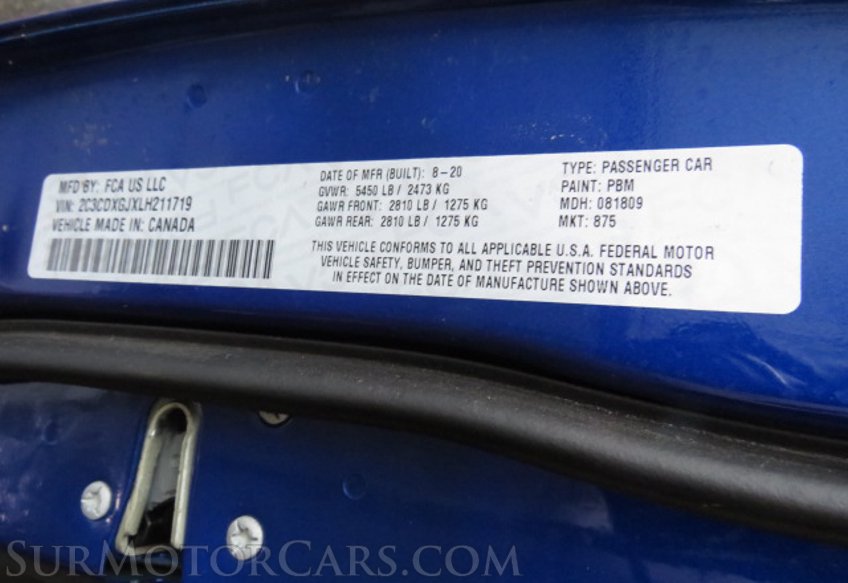 MFD BY: FCA US LLC
VIN: 2C3CDXGJXLH211719
VEHICLE MADE IN: CANADA
DATE OF MFR (BUILT): 8-20
GVWR: 5450 LB / 2473 KG
GAWR FRONT: 2810 LB / 1275 KG
GAWR REAR: 2810 LB / 1275 KG
TYPE: PASSENGER CAR
PAINT: PBM
MDH: 081809
MKT: 875
THIS VEHICLE CONFORMS TO ALL APPLICABLE U.S.A. FEDERAL MOTOR
VEHICLE SAFETY, BUMPER, AND THEFT PREVENTION STANDARDS
IN EFFECT ON THE DATE OF MANUFACTURE SHOWN ABOVE.
SURMOTORCARS.COM